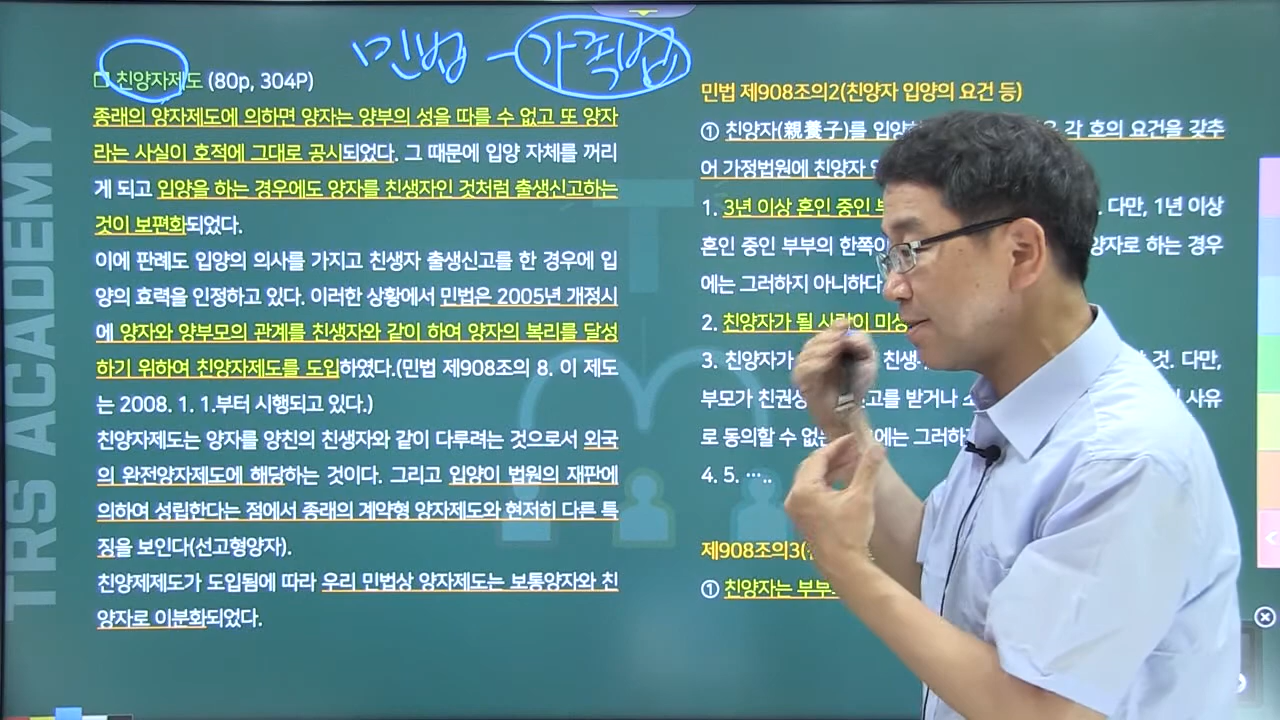 민법 - 가족법
□ 친양자제도 (80p, 304P)
종래의 양자제도에 의하면 양자는 양부의 성을 따를 수 없고 또 양자
라는 사실이 호적에 그대로 공시되었다. 그 때문에 입양 자체를 꺼리
게 되고 입양을 하는 경우에도 양자를 친생자인 것처럼 출생신고하는
것이 보편화되었다.
이에 판례도 입양의 의사를 가지고 친생자 출생신고를 한 경우에 입
양의 효력을 인정하고 있다. 이러한 상황에서 민법은 2005년 개정시
에 양자와 양부모의 관계를 친생자와 같이 하여 양자의 복리를 달성
하기 위하여 친양자제도를 도입하였다.(민법 제908조의 8. 이 제도
는 2008. 1. 1.부터 시행되고 있다.)
친양자제도는 양자를 양친의 친생자와 같이 다루려는 것으로서 외국
의 완전양자제도에 해당하는 것이다. 그리고 입양이 법원의 재판에
의하여 성립한다는 점에서 종래의 계약형 양자제도와 현저히 다른 특
징을 보인다(선고형양자).
친양제제도가 도입됨에 따라 우리 민법상 양자제도는 보통양자와 친
양자로 이분화되었다.
민법 제908조의2(친양자 입양의 요건 등)
① 친양자(親養子)를 입양 각 호의 요건을 갖추
어 가정법원에 친양자
1. 3년 이상 혼인 중인 다만, 1년 이상
혼인 중인 부부의 한쪽이 양자로 하는 경우
에는 그러하지 아니하다
2. 친양자가 될 사람이
3. 친양자가 것. 다만,
부모가 사유
로 동의할 수 없는 에는
4. 5. …..
제908조의3(
① 친양자는
TRS ACADEMY